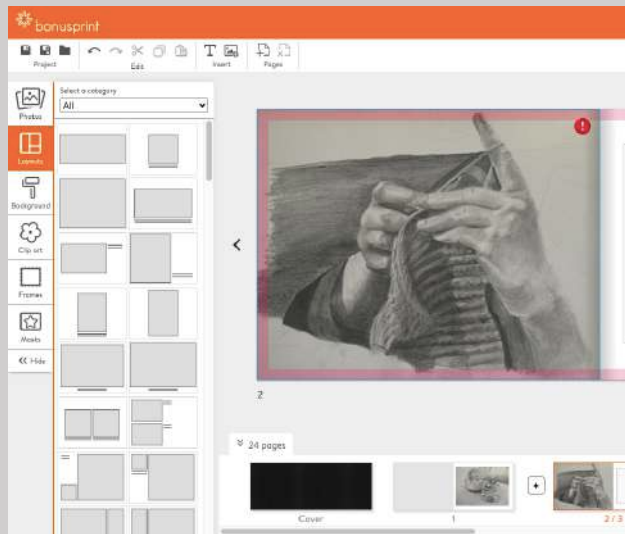 bonusprint
Project
Edit
Insert
Pages
Select a category
All
Photos
Layouts
Background
Clip art
Frames
Masks
Hide
2
24 pages
Cover
1
2 / 3